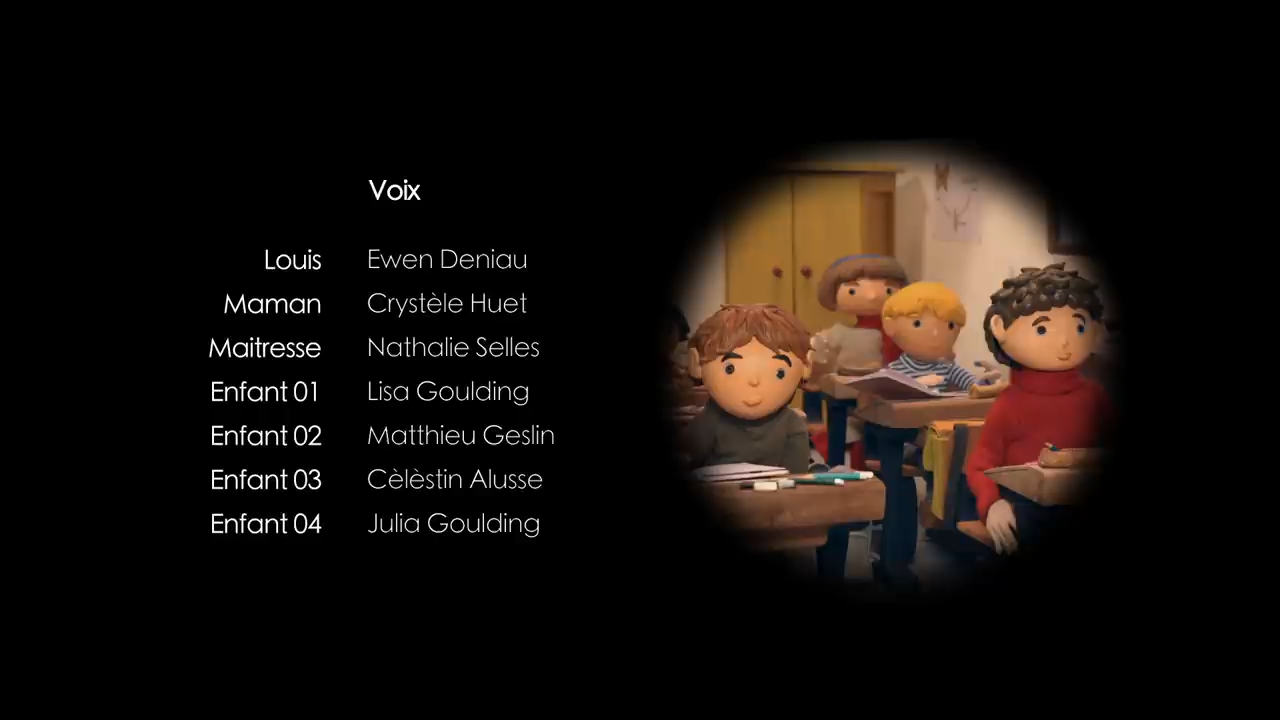 Voix
Louis Ewen Deniau
Maman Crystèle Huet
Maitresse Nathalie Selles
Enfant 01 Lisa Goulding
Enfant 02 Matthieu Geslin
Enfant 03 Cèlèstin Alusse
Enfant 04 Julia Goulding